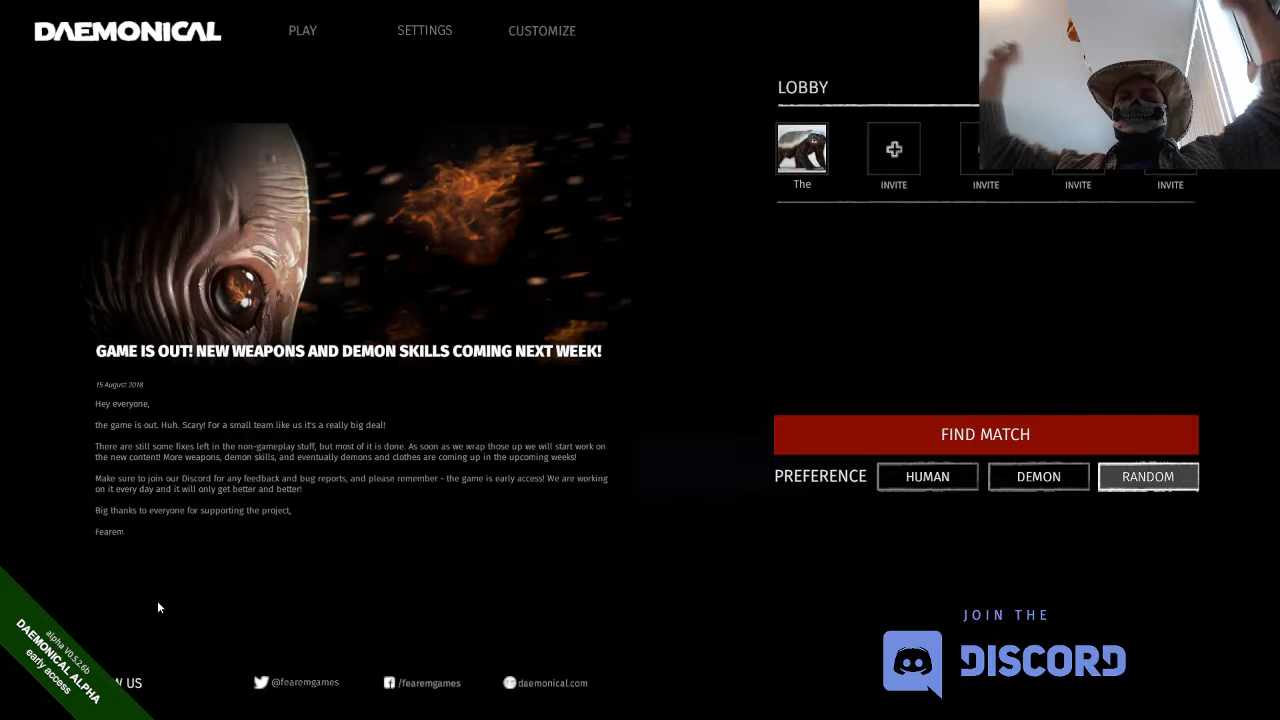 DAEMONICAL
PLAY
SETTINGS
CUSTOMIZE
LOBBY
The
INVITE
INVITE
INVITE
INVITE
GAME IS OUT! NEW WEAPONS AND DEMON SKILLS COMING NEXT WEEK!
15 August 2018
Hey everyone,
the game is out. Huh. Scary! For a small team like us it's a really big deal!
There are still some fixes left in the non-gameplay stuff, but most of it is done. As soon as we wrap those up we will start work on
the new content! More weapons, demon skills, and eventually demons and clothes are coming up in the upcoming weeks!
Make sure to join our Discord for any feedback and bug reports, and please remember - the game is early access! We are working
on it every day and it will only get better and better!
Big thanks to everyone for supporting the project,
Fearem
FIND MATCH
PREFERENCE
HUMAN
DEMON
RANDOM
JOIN THE
DISCORD
alpha V0.5.2.6b
DAEMONICAL ALPHA
early access
US
@fearemgames
/fearemgames
daemonical.com